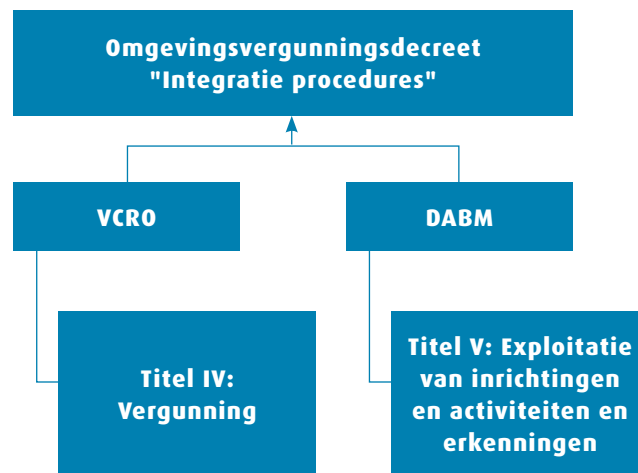 Omgevingsvergunningsdecreet
"Integratie procedures"
VCRO
DABM
Titel IV:
Vergunning
Titel V: Exploitatie
van inrichtingen
en activiteiten en
erkenningen